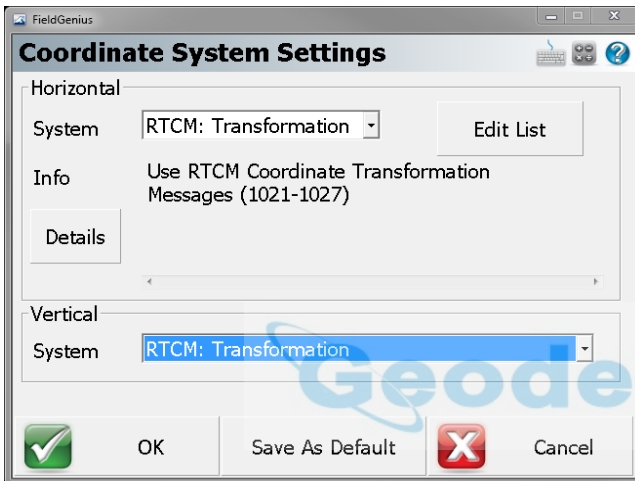 FieldGenius
Coordinate System Settings
Horizontal
System
RTCM: Transformation
Edit List
Info
Use RTCM Coordinate Transformation
Messages (1021-1027)
Details
Vertical
System
RTCM: Transformation
Geode
OK
Save As Default
Cancel